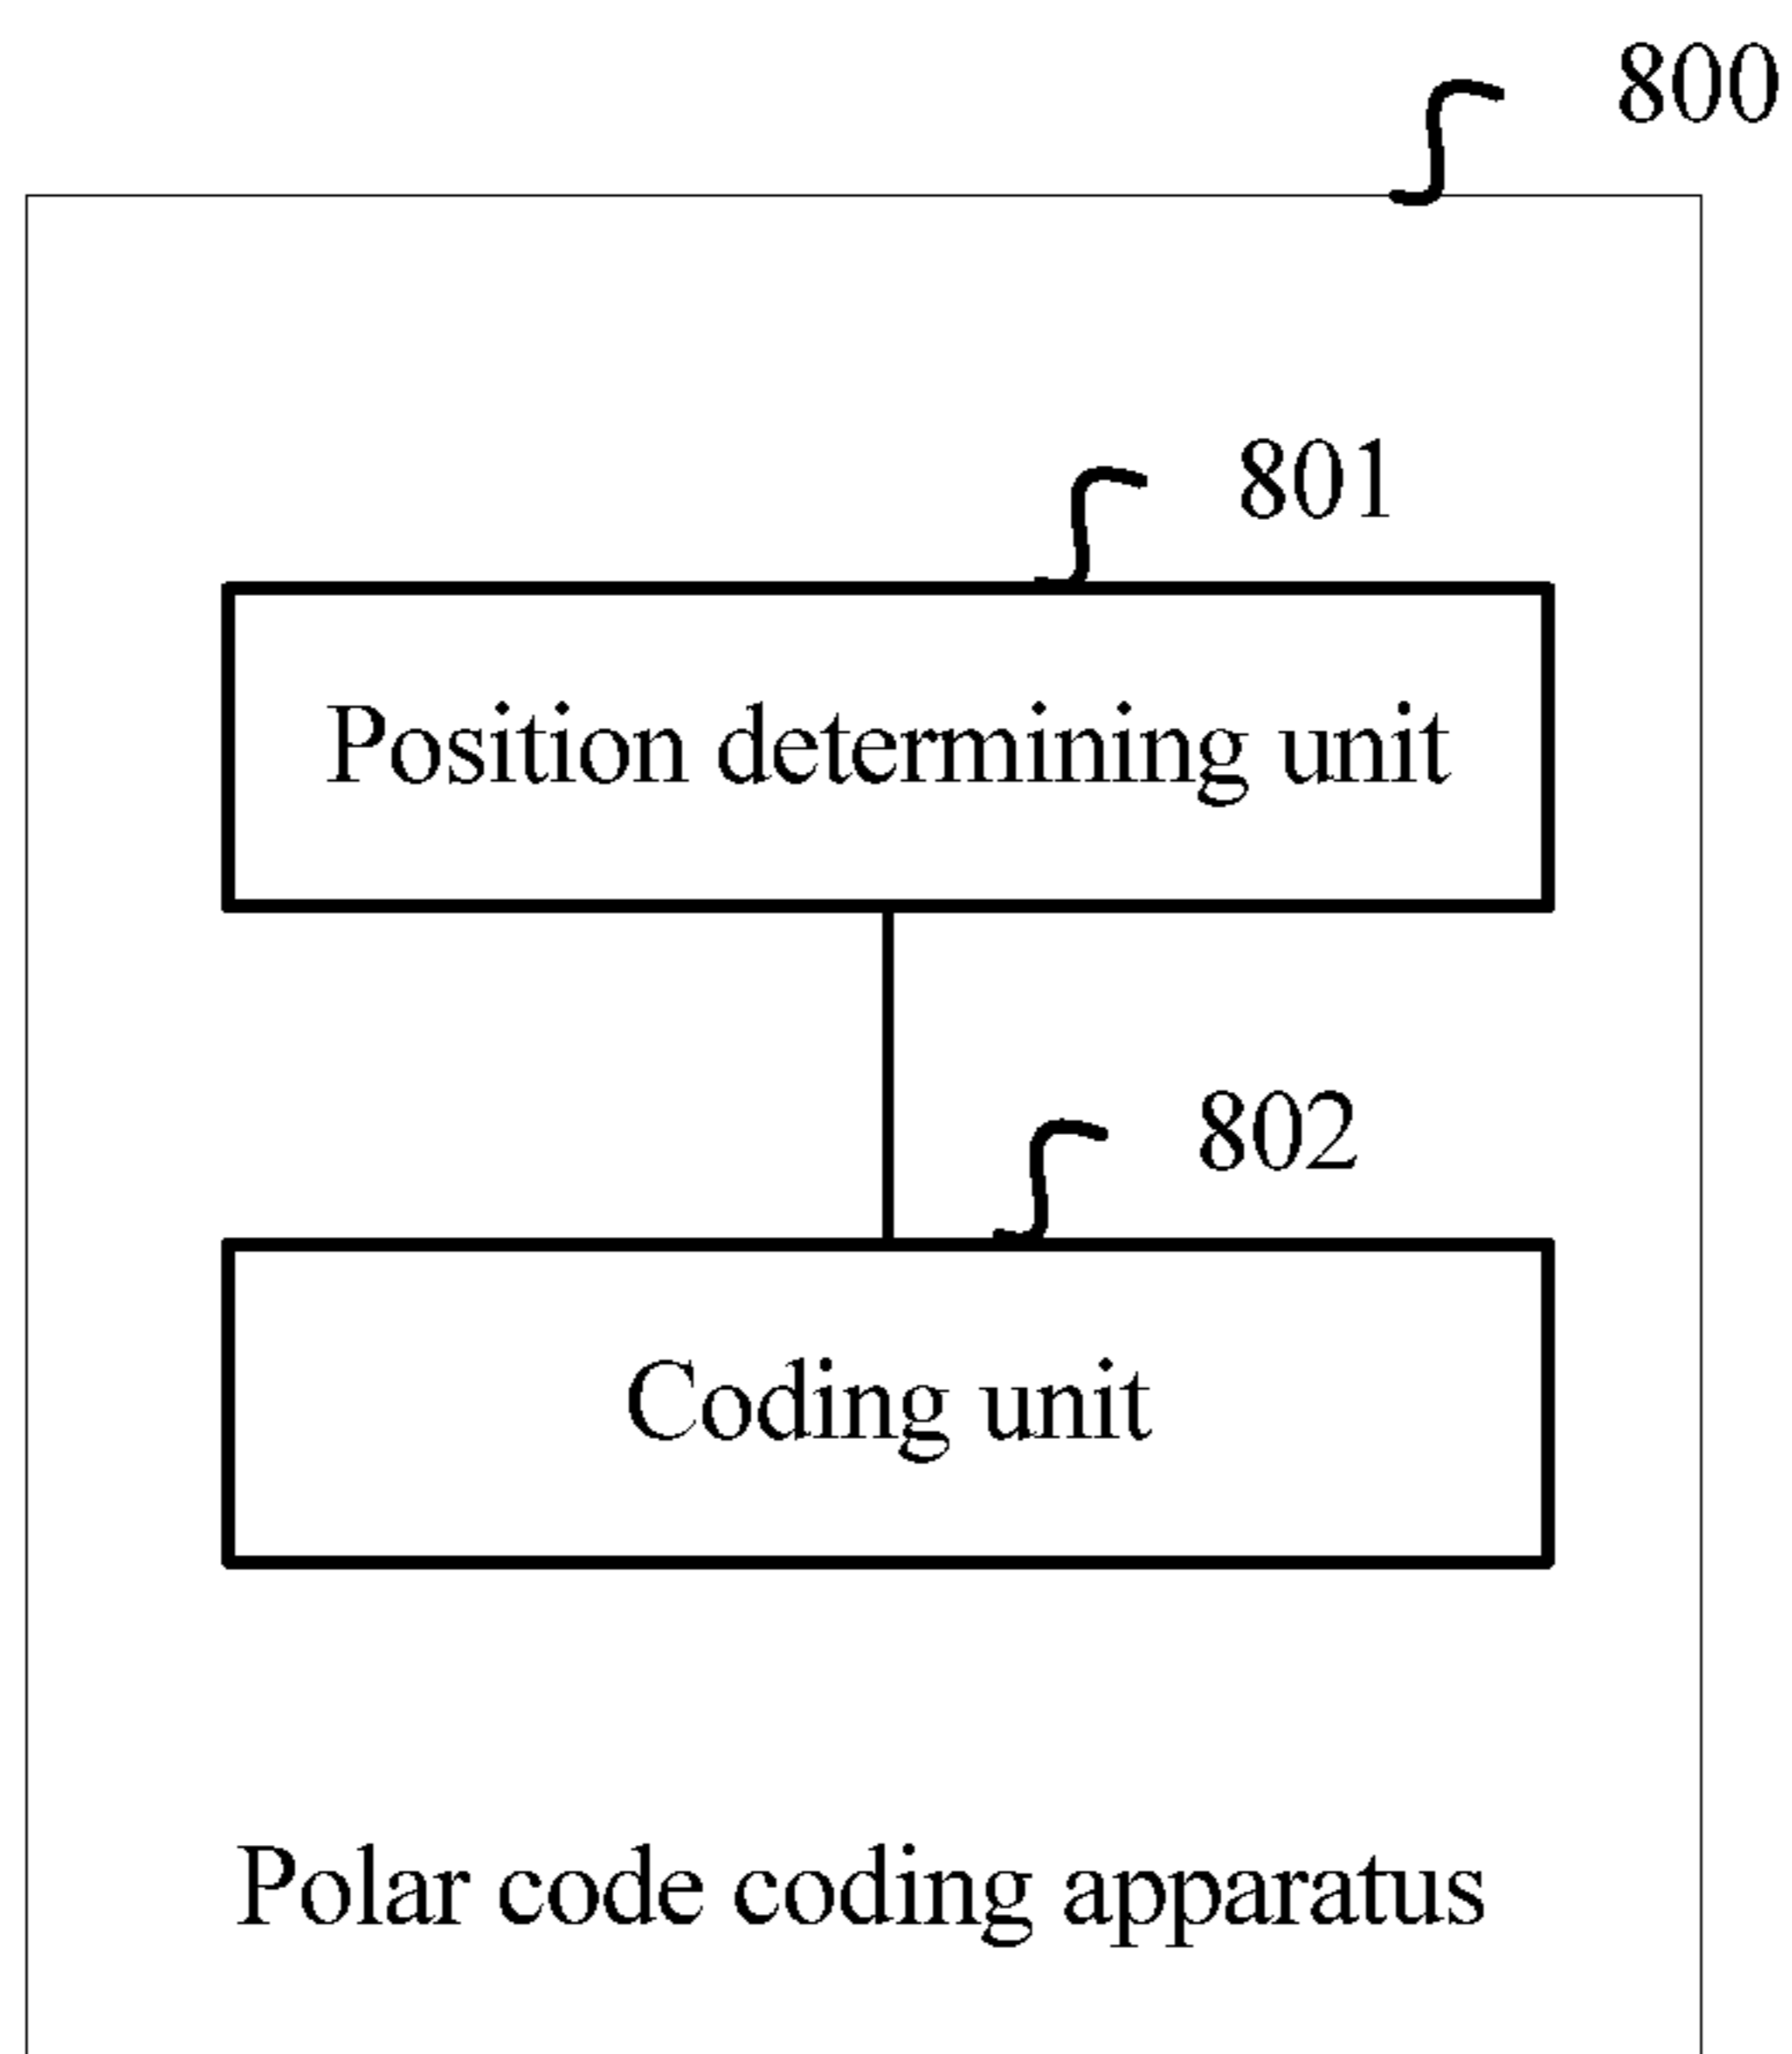 800
801
Position determining unit
802
Coding unit
Polar code coding apparatus